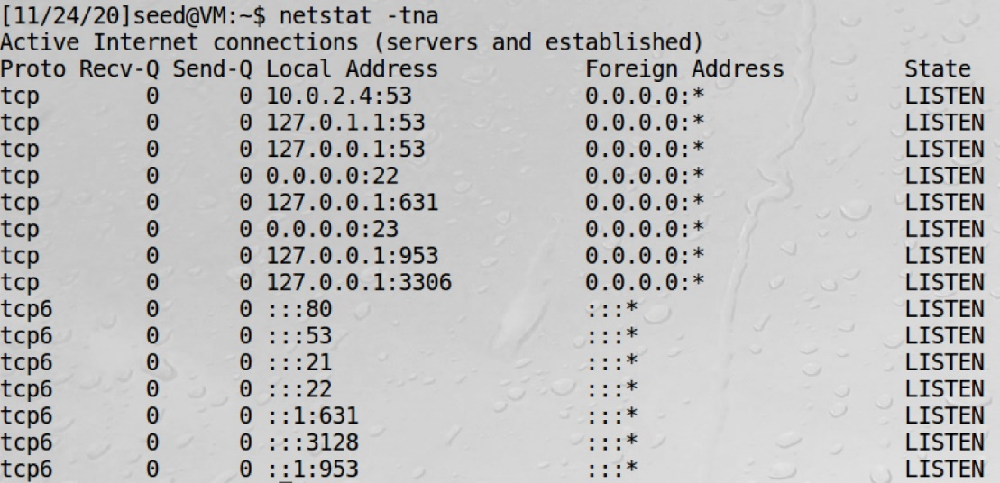 [11/24/20]seed@VM:~$ netstat -tna
Active Internet connections (servers and established)
Proto Recv-Q Send-Q Local Address           Foreign Address         State
tcp        0      0 10.0.2.4:53             0.0.0.0:*               LISTEN
tcp        0      0 127.0.1.1:53            0.0.0.0:*               LISTEN
tcp        0      0 127.0.0.1:53            0.0.0.0:*               LISTEN
tcp        0      0 0.0.0.0:22              0.0.0.0:*               LISTEN
tcp        0      0 127.0.0.1:631           0.0.0.0:*               LISTEN
tcp        0      0 0.0.0.0:23              0.0.0.0:*               LISTEN
tcp        0      0 127.0.0.1:953           0.0.0.0:*               LISTEN
tcp        0      0 127.0.0.1:3306          0.0.0.0:*               LISTEN
tcp6       0      0 :::80                   :::*                    LISTEN
tcp6       0      0 :::53                   :::*                    LISTEN
tcp6       0      0 :::21                   :::*                    LISTEN
tcp6       0      0 :::22                   :::*                    LISTEN
tcp6       0      0 ::1:631                 :::*                    LISTEN
tcp6       0      0 :::3128                 :::*                    LISTEN
tcp6       0      0 ::1:953                 :::*                    LISTEN